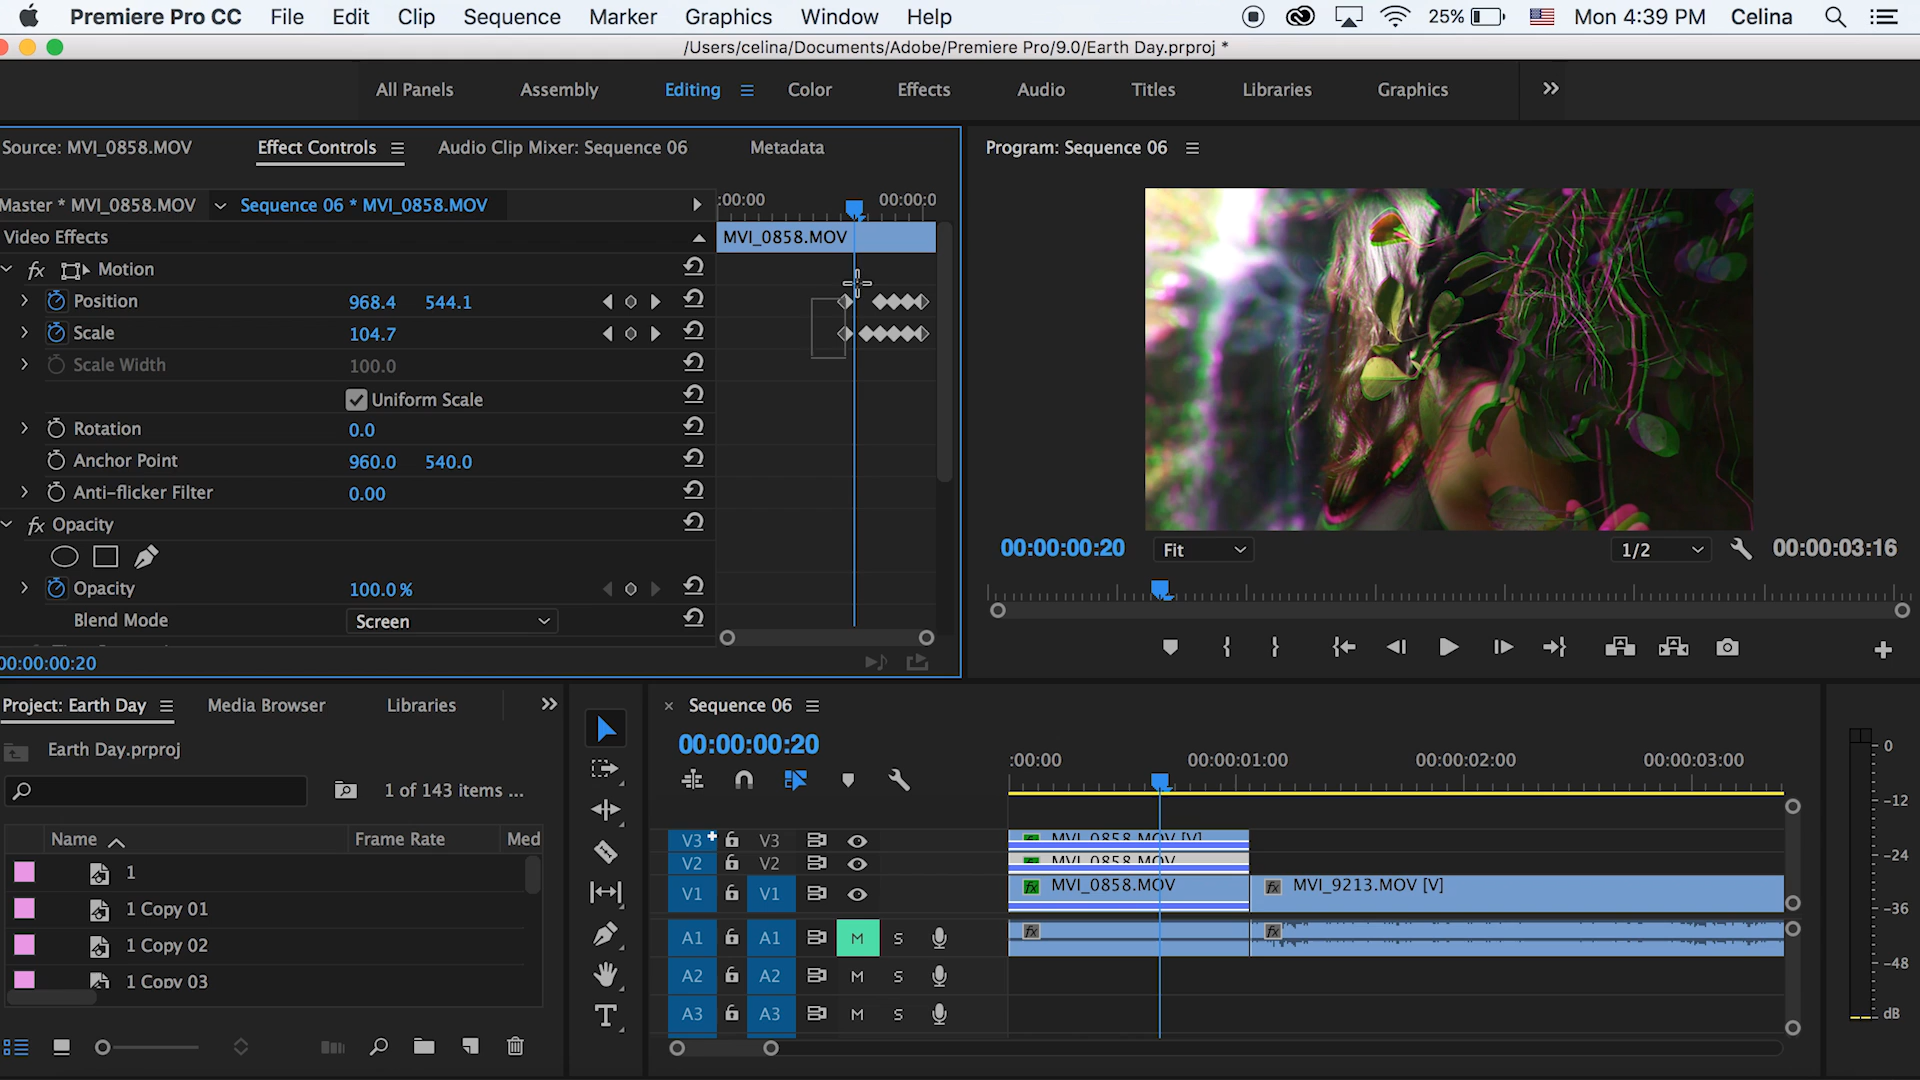 Premiere Pro CC File Edit Clip Sequence Marker Graphics Window Help 25% Mon 4:39 PM Celina
/Users/celina/Documents/Adobe/Premiere Pro/9.0/Earth Day.prproj *
All Panels Assembly Editing Color Effects Audio Titles Libraries Graphics
Source: MVI_0858.MOV Effect Controls Audio Clip Mixer: Sequence 06 Metadata
Program: Sequence 06
Master * MVI_0858.MOV Sequence 06 * MVI_0858.MOV
:00:00 00:00:0
Video Effects
MVI_0858.MOV
fx Motion
Position 968.4 544.1
Scale 104.7
Scale Width 100.0
Uniform Scale
Rotation 0.0
Anchor Point 960.0 540.0
Anti-flicker Filter 0.00
fx Opacity
Opacity 100.0 %
Blend Mode Screen
00:00:00:20
00:00:00:20 Fit 1/2 00:00:03:16
Project: Earth Day Media Browser Libraries
Earth Day.prproj
1 of 143 items ...
Name Frame Rate Med
1
1 Copy 01
1 Copy 02
1 Copy 03
T
Sequence 06
00:00:00:20
:00:00 00:00:01:00 00:00:02:00 00:00:03:00
V3 V3 MVI_0858.MOV [V]
V2 V2 MVI_0858.MOV
V1 V1 fx MVI_0858.MOV fx MVI_9213.MOV [V]
A1 A1 M S fx fx
A2 A2 M S
A3 A3 M S
0
-12
-24
-36
-48
dB